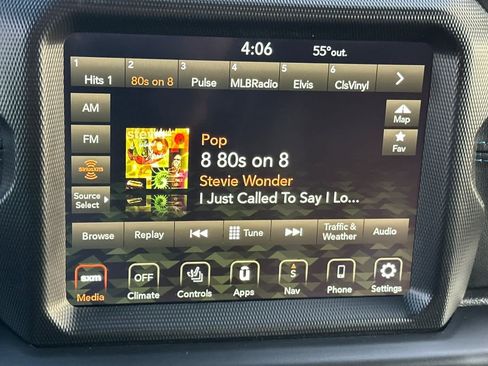 4:06 55°out.
1 2 3 4 5 6
Hits 1 80s on 8 Pulse MLBRadio Elvis ClsVinyl
AM
Map
FM
Fav
Pop
8 80s on 8
Stevie Wonder
I Just Called To Say I Lo...
siriusxm
Source
Select
Browse Replay Tune Traffic & Weather Audio
sxm OFF S
Media Climate Controls Apps Nav Phone Settings